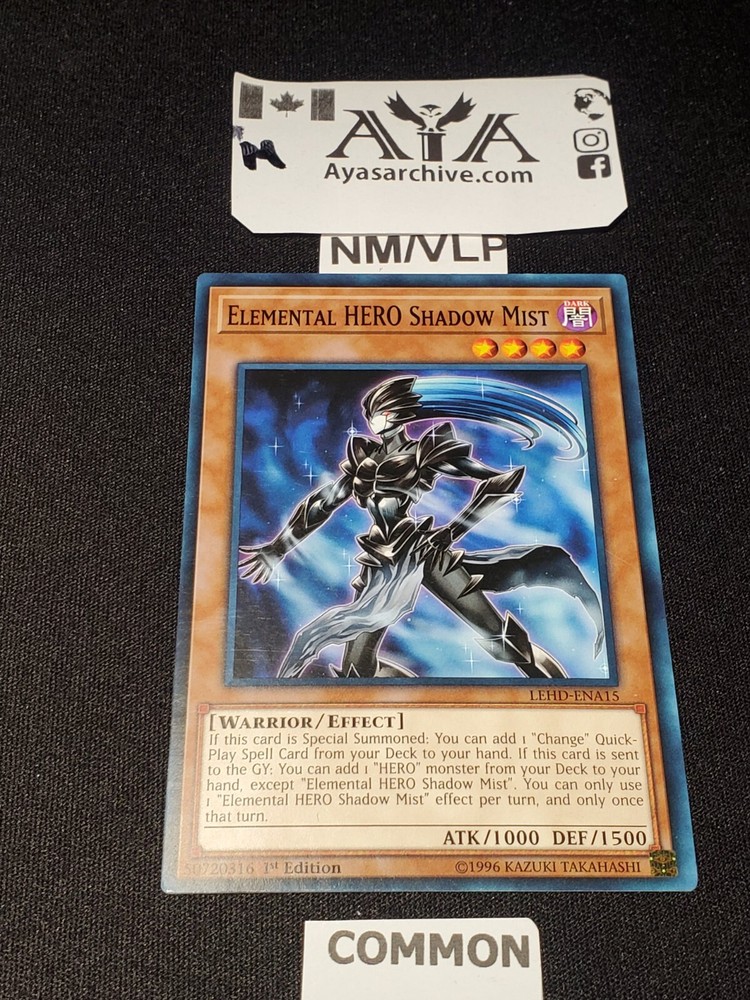 AYA
Ayasarchive.com
NM/VLP
ELEMENTAL HERO SHADOW MIST
DARK
闇
LEHD-ENA15
[WARRIOR/EFFECT]
If this card is Special Summoned: You can add 1 "Change" Quick-
Play Spell Card from your Deck to your hand. If this card is sent
to the GY: You can add 1 "HERO" monster from your Deck to your
hand, except "Elemental HERO Shadow Mist". You can only use
1 "Elemental HERO Shadow Mist" effect per turn, and only once
that turn.
ATK/1000 DEF/1500
50720316 1st Edition ©1996 KAZUKI TAKAHASHI
COMMON